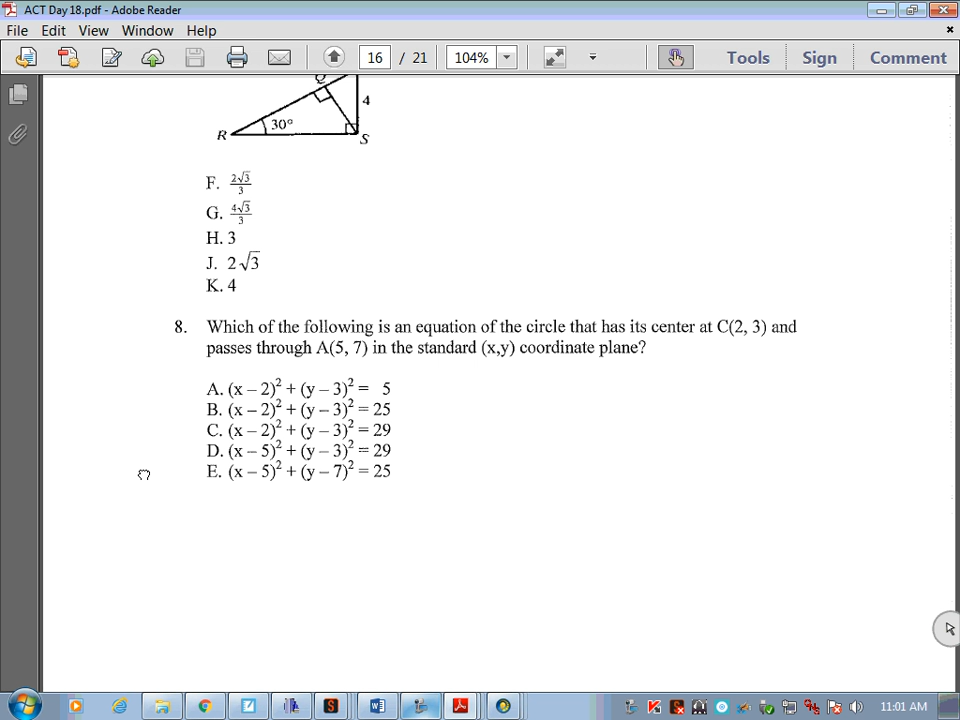 ACT Day 18.pdf - Adobe Reader
File Edit View Window Help
16 / 21 104% Tools Sign Comment
Q
4
R 30° S
F. 2√3/3
G. 4√3/3
H. 3
J. 2√3
K. 4
8. Which of the following is an equation of the circle that has its center at C(2, 3) and
passes through A(5, 7) in the standard (x,y) coordinate plane?
A. (x – 2)² + (y – 3)² = 5
B. (x – 2)² + (y – 3)² = 25
C. (x – 2)² + (y – 3)² = 29
D. (x – 5)² + (y – 3)² = 29
E. (x – 5)² + (y – 7)² = 25
11:01 AM